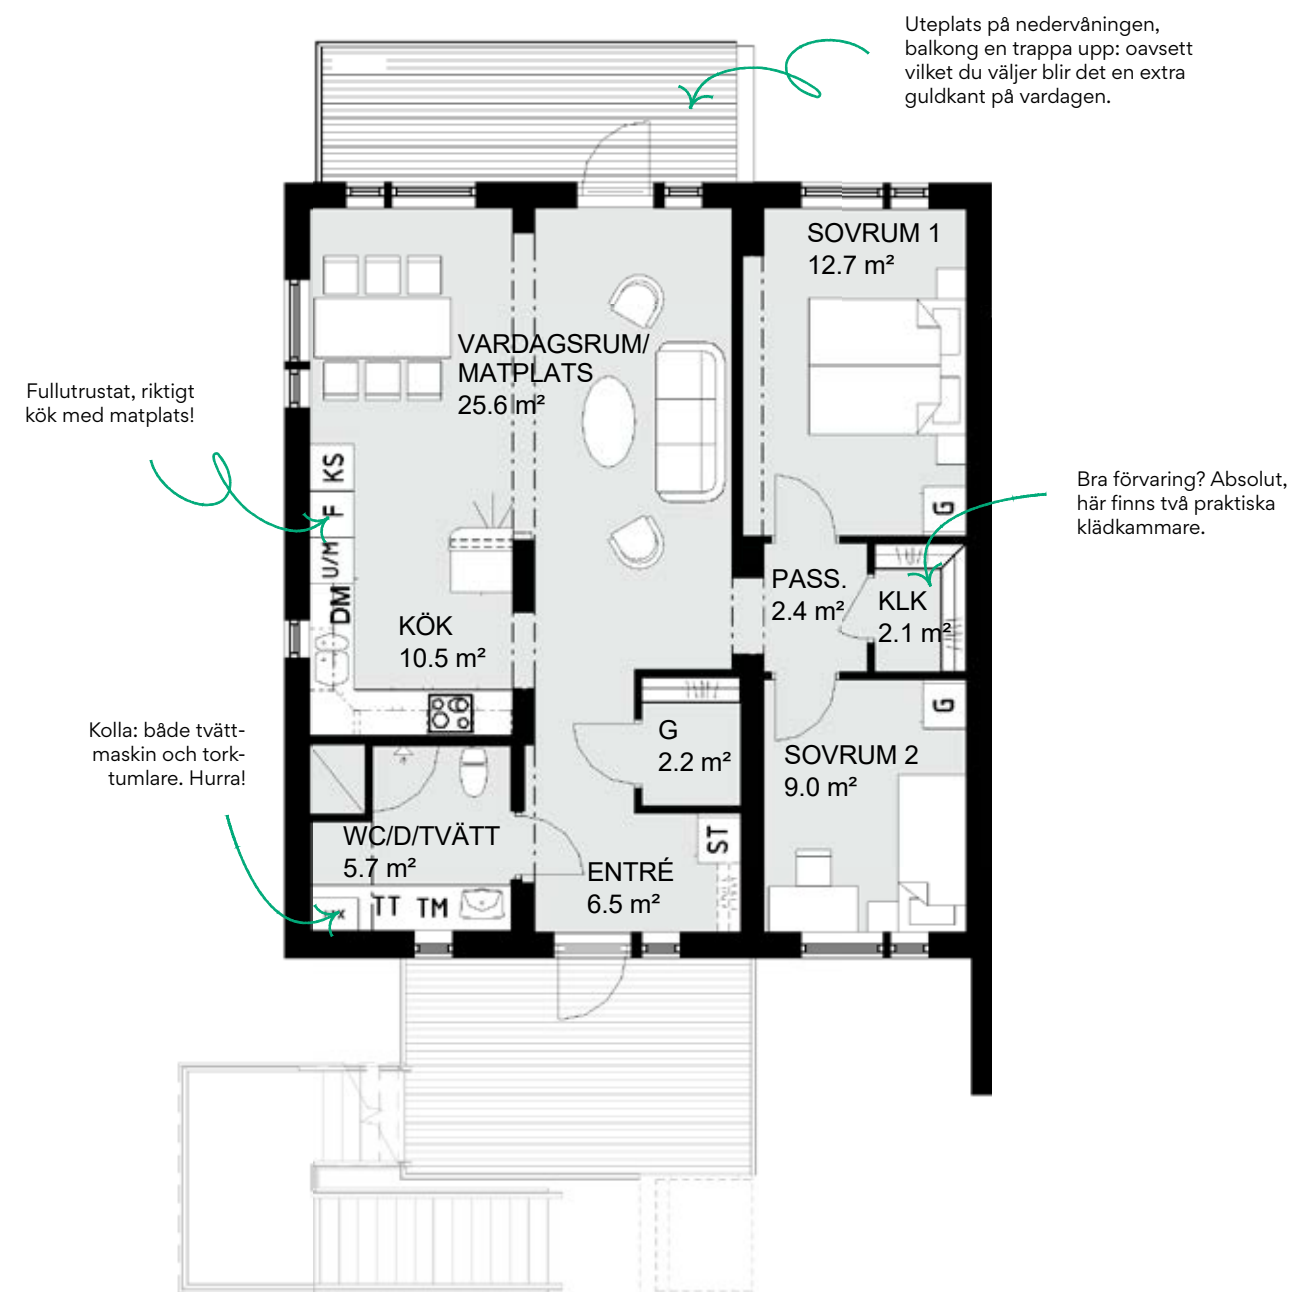 Uteplats på nedervåningen,
balkong en trappa upp: oavsett
vilket du väljer blir det en extra
guldkant på vardagen.
SOVRUM 1
12.7 m²
VARDAGSRUM/
MATPLATS
25.6 m²
Fullutrustat, riktigt
kök med matplats!
KS
F
U/M
DM
KÖK
10.5 m²
Bra förvaring? Absolut,
här finns två praktiska
klädkammare.
G
PASS.
2.4 m²
KLK
2.1 m²
G
Kolla: både tvätt-
maskin och tork-
tumlare. Hurra!
G
2.2 m²
SOVRUM 2
9.0 m²
WC/D/TVÄTT
5.7 m²
ST
ENTRÉ
6.5 m²
TT TM